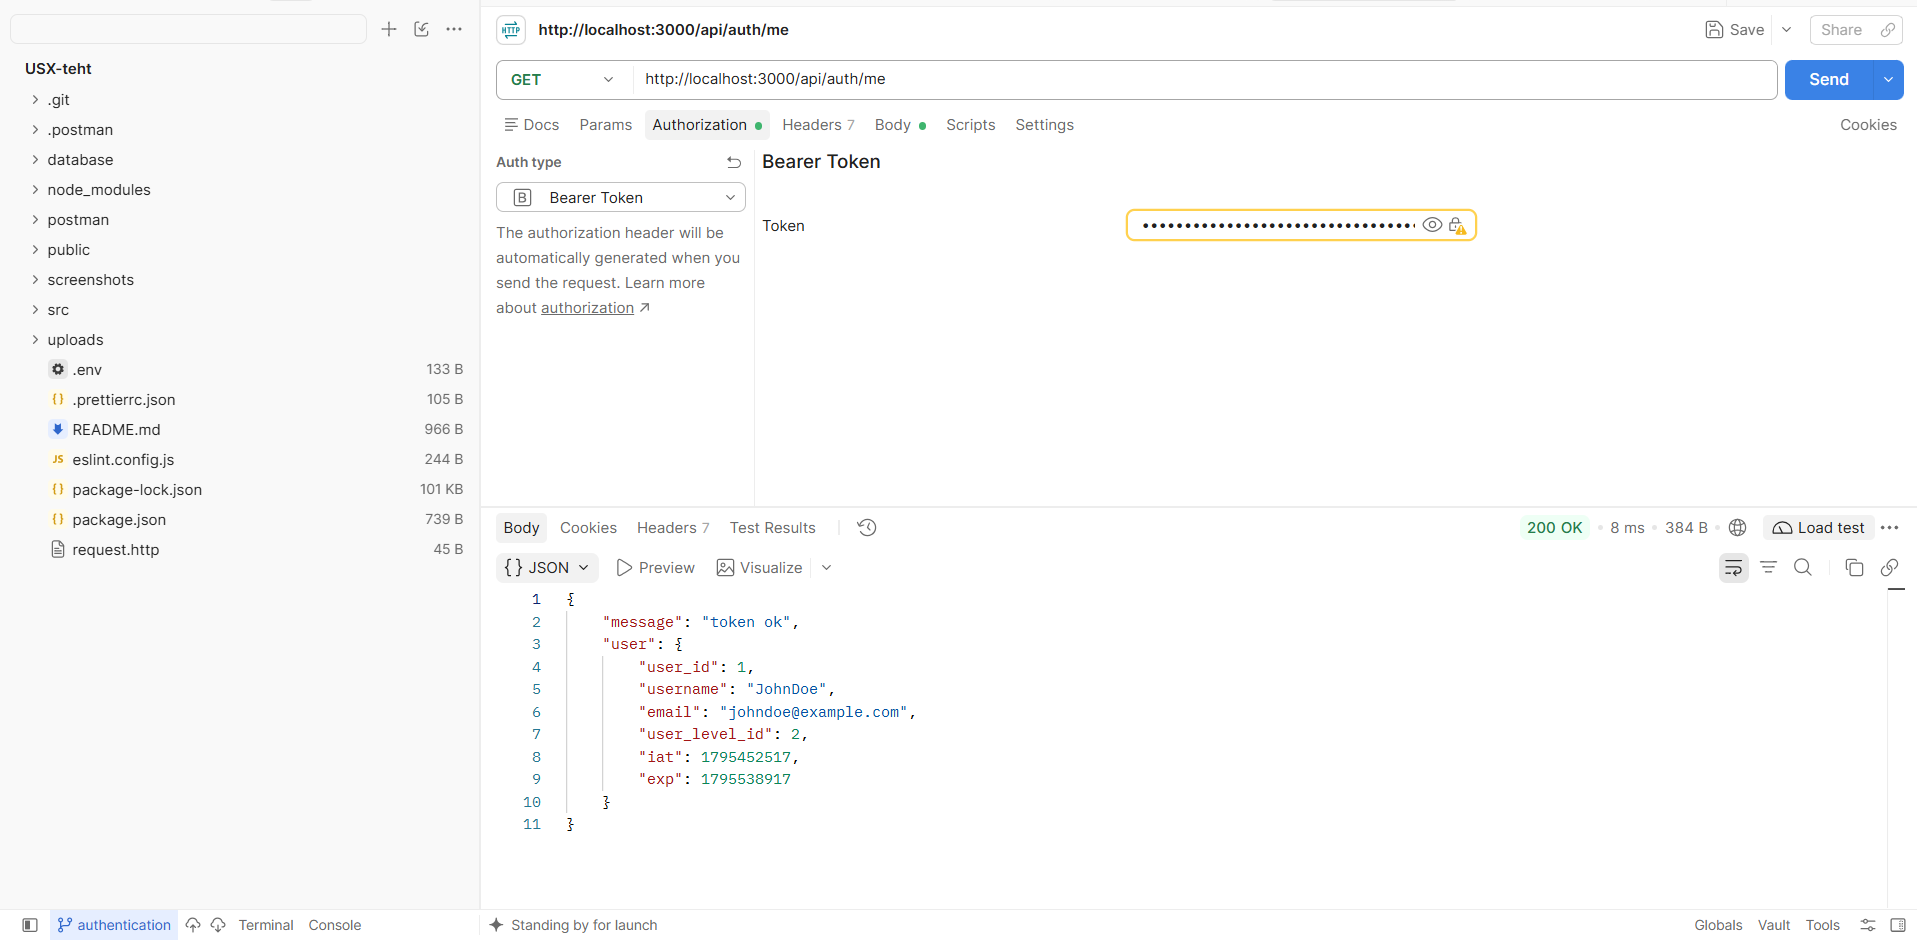 HTTP http://localhost:3000/api/auth/me Save Share
USX-teht
.git
.postman
database
node_modules
postman
public
screenshots
src
uploads
.env 133 B
{} .prettierrc.json 105 B
README.md 966 B
JS eslint.config.js 244 B
{} package-lock.json 101 KB
{} package.json 739 B
request.http 45 B
GET http://localhost:3000/api/auth/me Send
Docs Params Authorization Headers 7 Body Scripts Settings Cookies
Auth type
B Bearer Token
The authorization header will be
automatically generated when you
send the request. Learn more
about authorization ↗
Bearer Token
Token ••••••••••••••••••••••••••••••••
Body Cookies Headers 7 Test Results 200 OK • 8 ms • 384 B • Load test
{} JSON Preview Visualize
1 {
2 "message": "token ok",
3 "user": {
4 "user_id": 1,
5 "username": "JohnDoe",
6 "email": "johndoe@example.com",
7 "user_level_id": 2,
8 "iat": 1795452517,
9 "exp": 1795538917
10 }
11 }
authentication Terminal Console Standing by for launch Globals Vault Tools